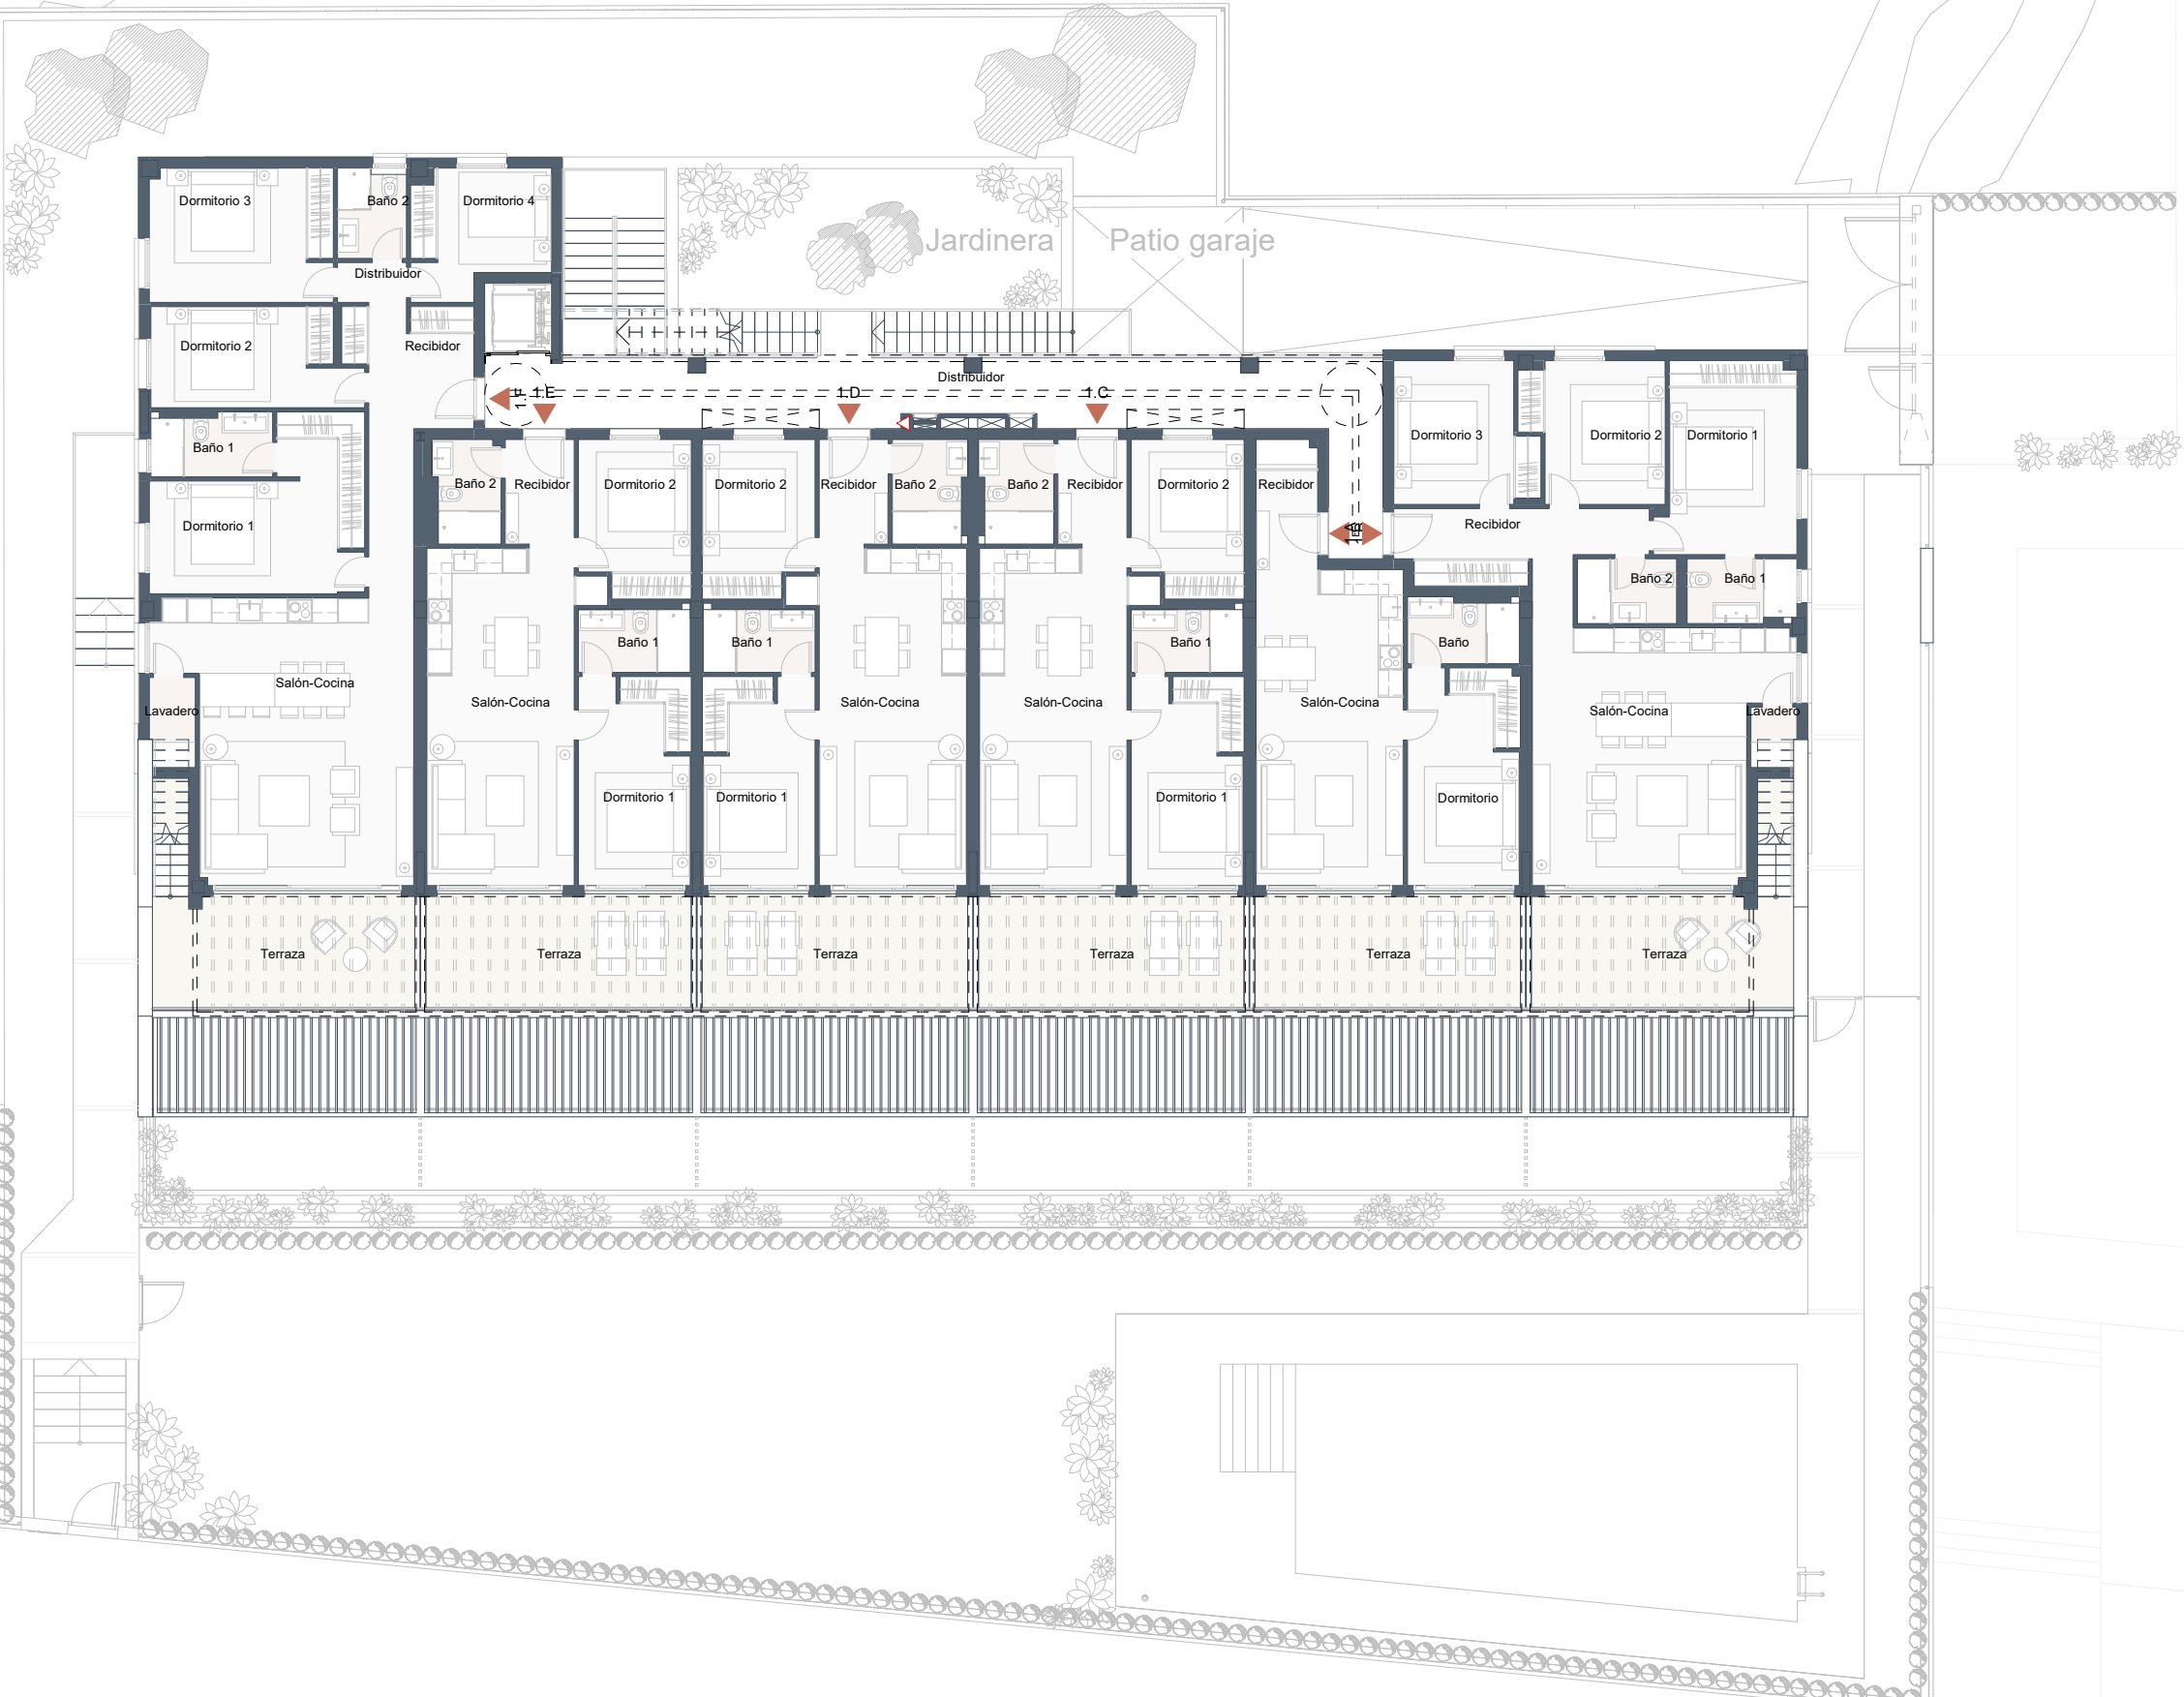 Dormitorio 3
Baño 2
Dormitorio 4
Jardinera
Patio garaje
Distribuidor
Dormitorio 2
Recibidor
Distribuidor
1.F
1.E
1.D
1.C
Baño 1
Dormitorio 3
Dormitorio 2
Dormitorio 1
Baño 2
Recibidor
Dormitorio 2
Dormitorio 2
Recibidor
Baño 2
Baño 2
Recibidor
Dormitorio 2
Recibidor
Dormitorio 1
Recibidor
Baño 2
Baño 1
Baño 1
Baño 1
Baño 1
Baño
Salón-Cocina
Lavadero
Salón-Cocina
Salón-Cocina
Salón-Cocina
Salón-Cocina
Salón-Cocina
Lavadero
Dormitorio 1
Dormitorio 1
Dormitorio 1
Dormitorio
Terraza
Terraza
Terraza
Terraza
Terraza
Terraza